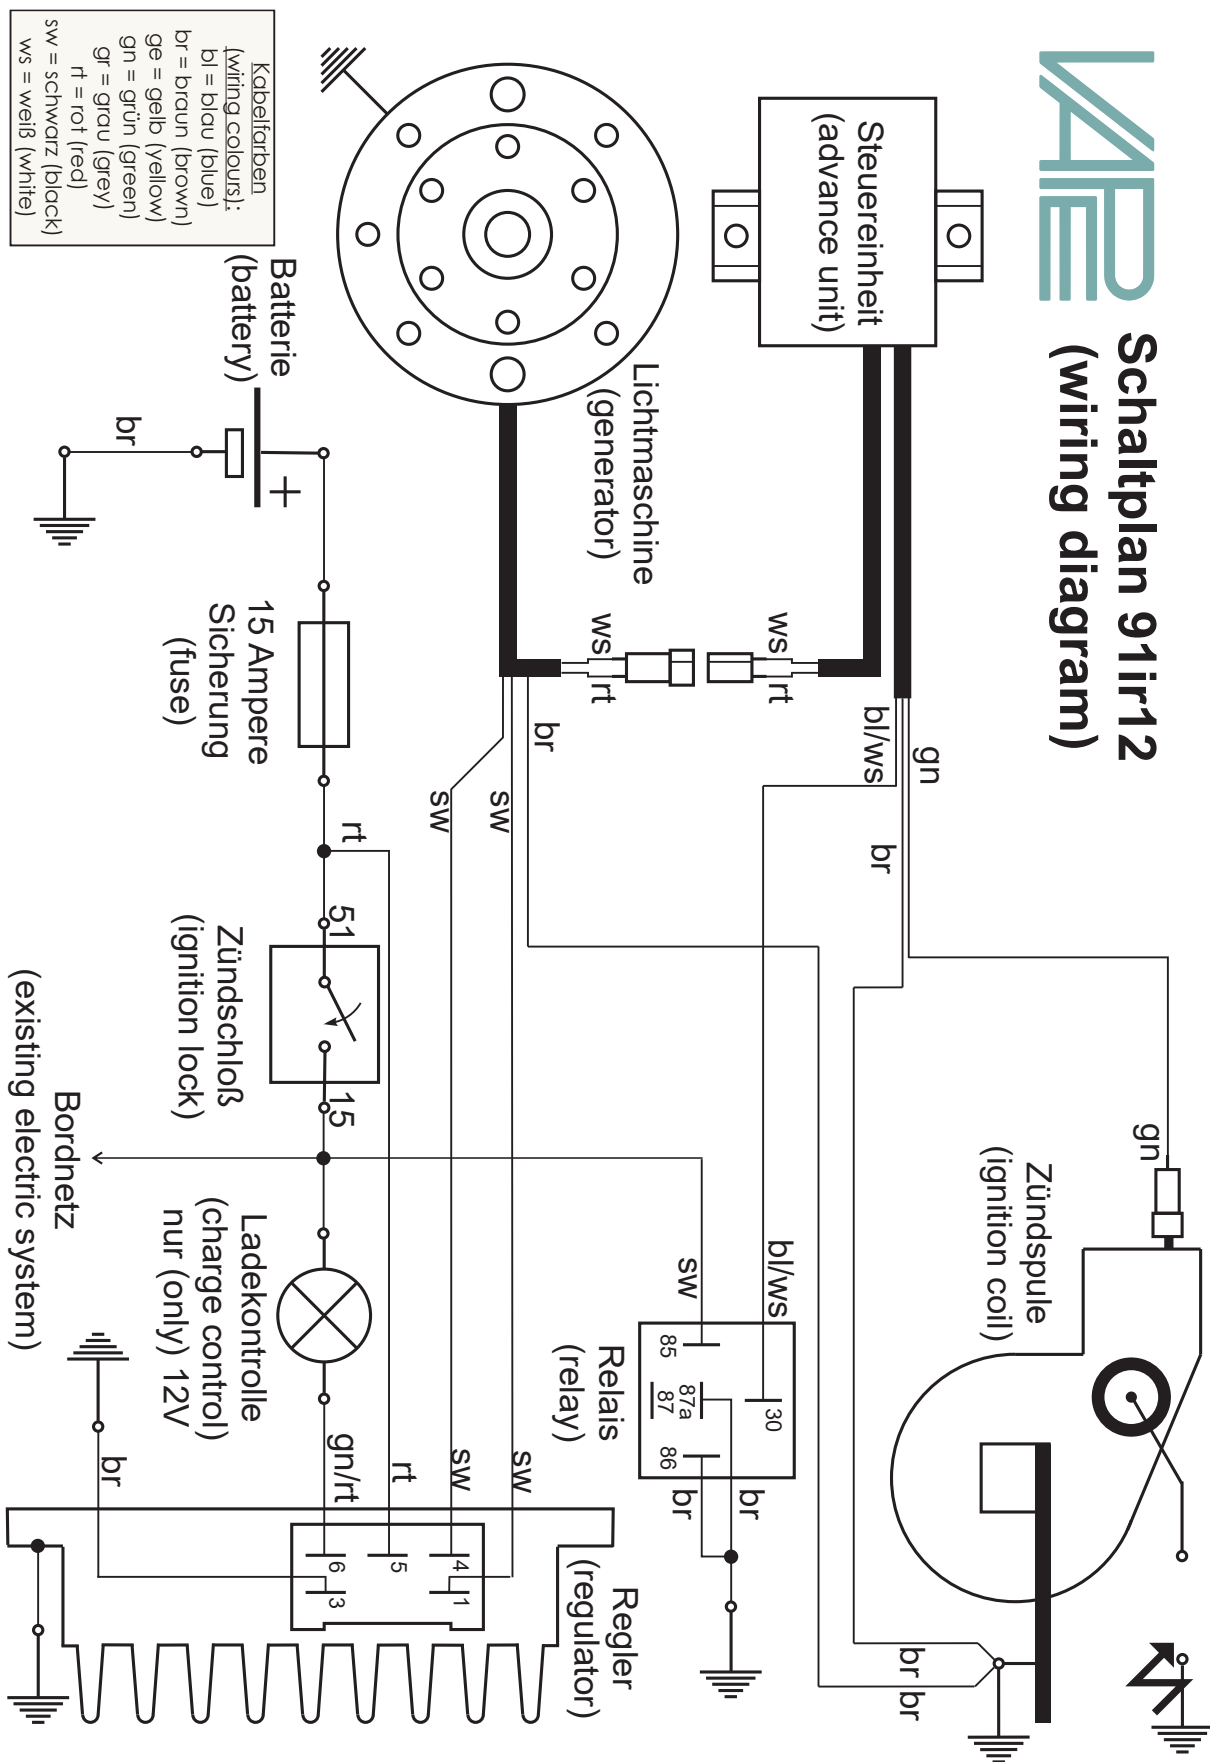 VAPE
Schaltplan 91ir12
(wiring diagram)
Steuereinheit
(advance unit)
Lichtmaschine
(generator)
ws
rt
ws
rt
gn
bl/ws
br
br
sw
sw
gn
Zündspule
(ignition coil)
bl/ws
sw
85
87a
87
30
86
Relais
(relay)
br
br
br
br
Kabelfarben
(wiring colours):
bl = blau (blue)
br = braun (brown)
ge = gelb (yellow)
gn = grün (green)
gr = grau (grey)
rt = rot (red)
sw = schwarz (black)
ws = weiß (white)
Batterie
(battery)
+
br
15 Ampere
Sicherung
(fuse)
rt
51
15
Zündschloß
(ignition lock)
Bordnetz
(existing electric system)
Ladekontrolle
(charge control)
nur (only) 12V
br
gn/rt
rt
sw
sw
6
5
4
3
1
Regler
(regulator)